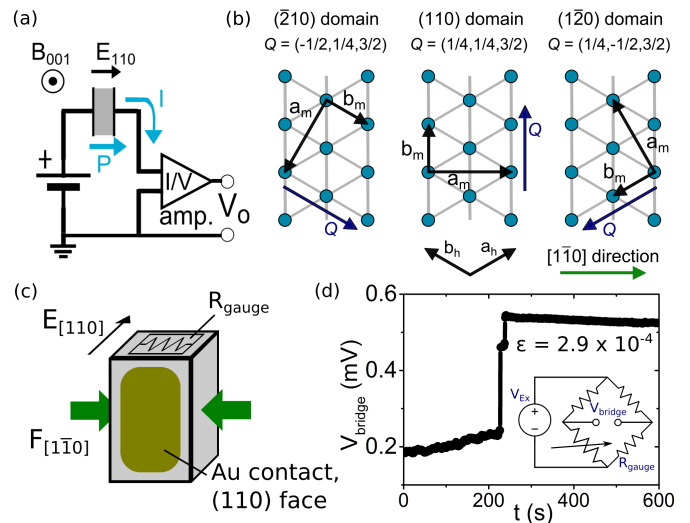 (a)
B001
E110
I
P
+
I/V
amp.
Vo
(b)
(2̄10) domain
(110) domain
(12̄0) domain
Q = (-1/2,1/4,3/2)
Q = (1/4,1/4,3/2)
Q = (1/4,-1/2,3/2)
am
bm
Q
bm
am
Q
am
bm
Q
bh
ah
[11̄0] direction
(c)
Rgauge
E[110]
F[11̄0]
Au contact,
(110) face
(d)
0.6
0.4
0.2
Vbridge (mV)
ε = 2.9 x 10-4
VEx
+
−
Vbridge
Rgauge
0
200
400
600
t (s)